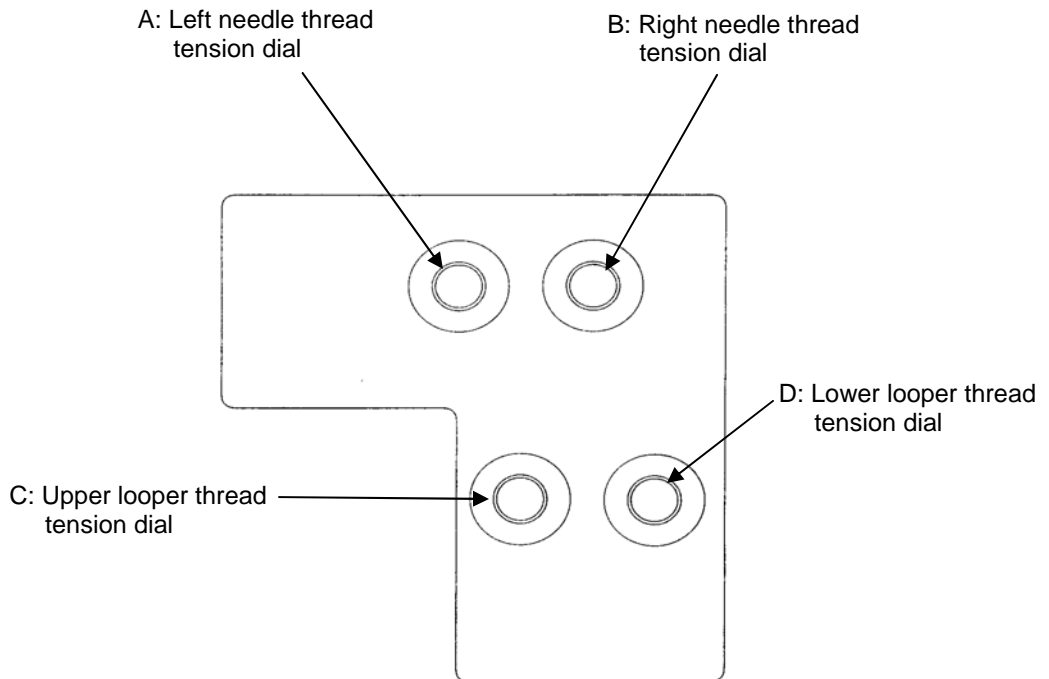 A: Left needle thread
tension dial
B: Right needle thread
tension dial
D: Lower looper thread
tension dial
C: Upper looper thread
tension dial